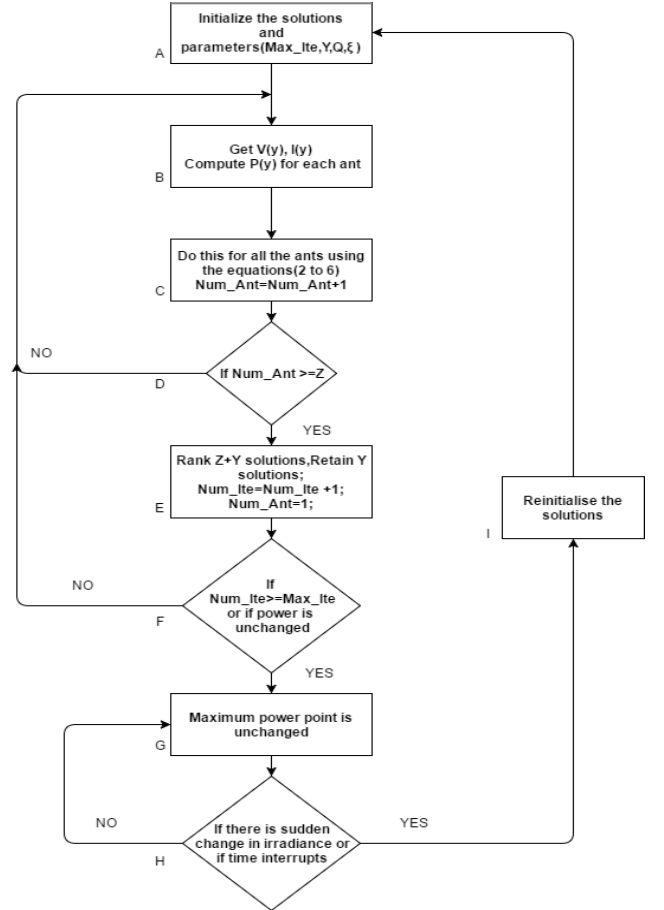 Initialize the solutions
and
parameters(Max_Ite,Y,Q,ξ )
A
Get V(y), I(y)
Compute P(y) for each ant
B
Do this for all the ants using
the equations(2 to 6)
Num_Ant=Num_Ant+1
C
NO
If Num_Ant >=Z
D
YES
Rank Z+Y solutions,Retain Y
solutions;
Num_Ite=Num_Ite +1;
Num_Ant=1;
E
Reinitialise the
solutions
I
NO
If
Num_Ite>=Max_Ite
or if power is
unchanged
F
YES
Maximum power point is
unchanged
G
NO
If there is sudden
change in irradiance or
if time interrupts
YES
H